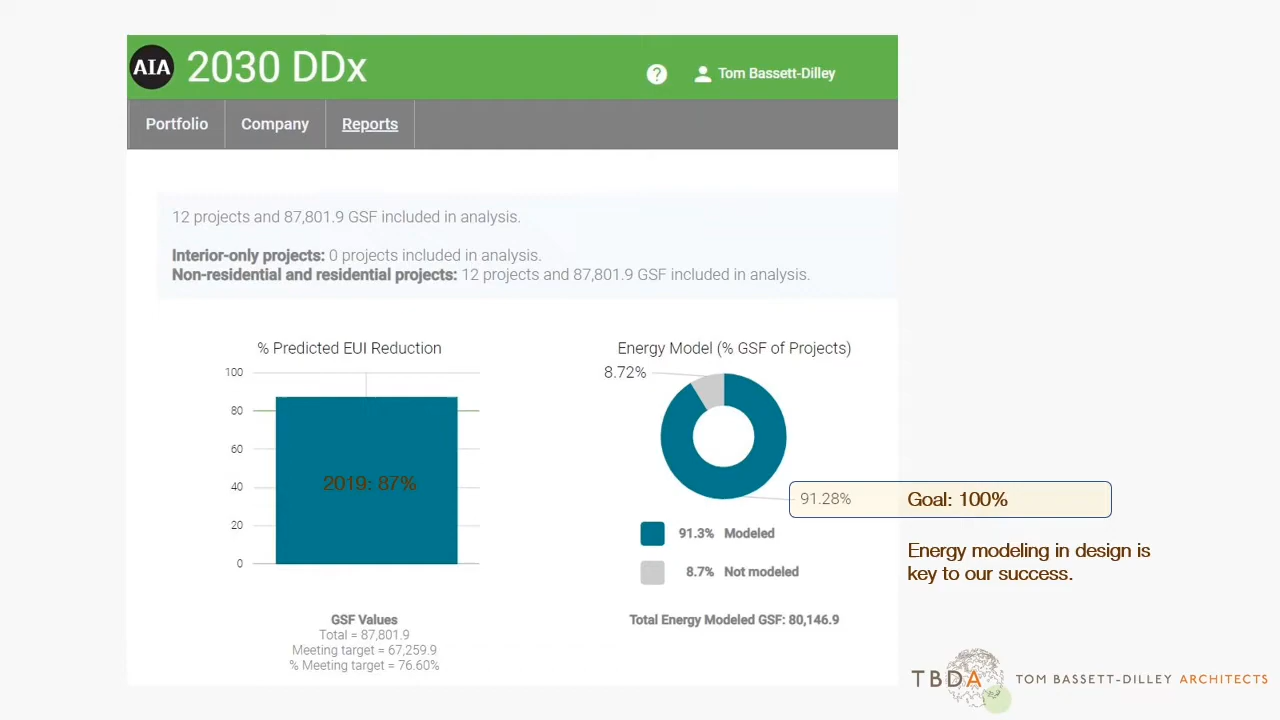 AIA 2030 DDx
? Tom Bassett-Dilley
Portfolio Company Reports
12 projects and 87,801.9 GSF included in analysis.
Interior-only projects: 0 projects included in analysis.
Non-residential and residential projects: 12 projects and 87,801.9 GSF included in analysis.
% Predicted EUI Reduction
100
80
60
40
20
0
2019: 87%
GSF Values
Total = 87,801.9
Meeting target = 67,259.9
% Meeting target = 76.60%
Energy Model (% GSF of Projects)
8.72%
91.28% Goal: 100%
91.3% Modeled
8.7% Not modeled
Total Energy Modeled GSF: 80,146.9
Energy modeling in design is
key to our success.
TBDA TOM BASSETT-DILLEY ARCHITECTS